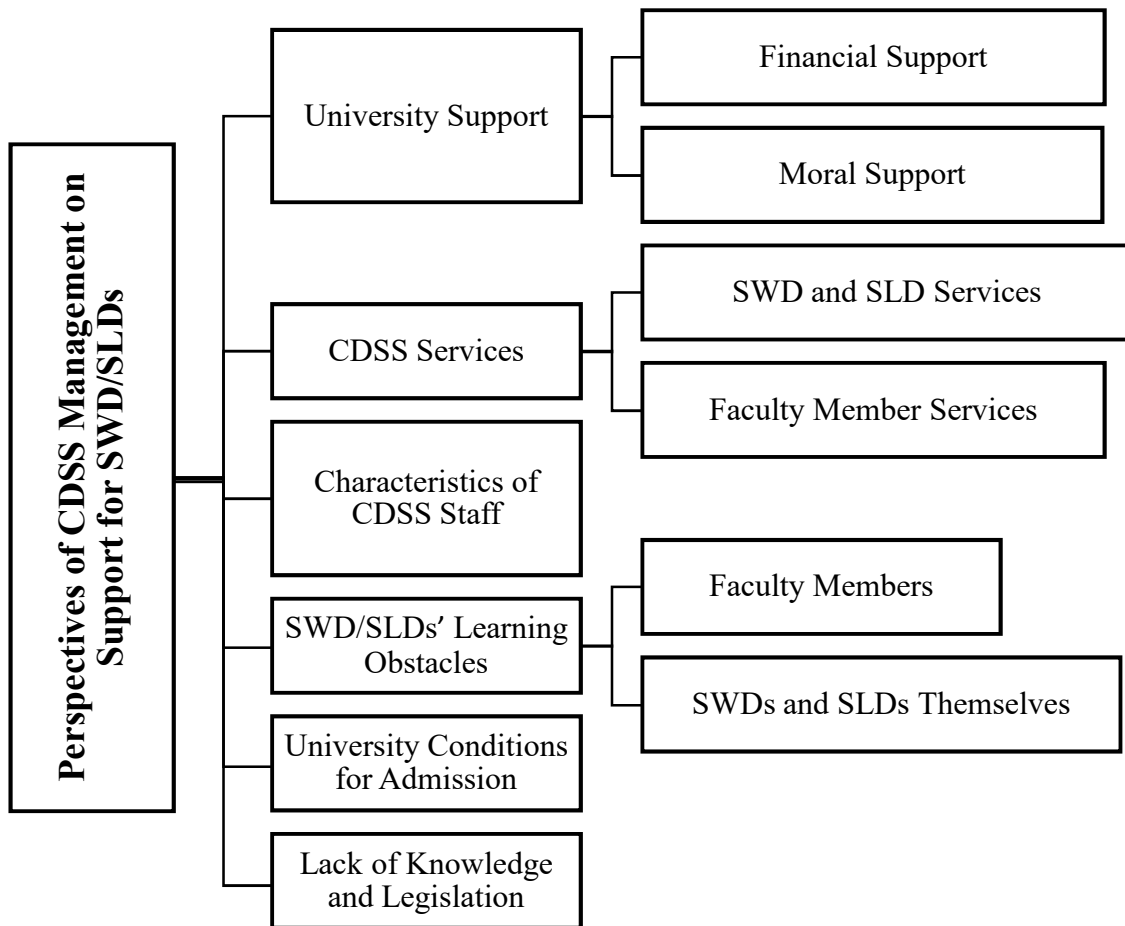 Perspectives of CDSS Management on
Support for SWD/SLDs
University Support
Financial Support
Moral Support
CDSS Services
SWD and SLD Services
Faculty Member Services
Characteristics of
CDSS Staff
SWD/SLDs’ Learning
Obstacles
Faculty Members
SWDs and SLDs Themselves
University Conditions
for Admission
Lack of Knowledge
and Legislation